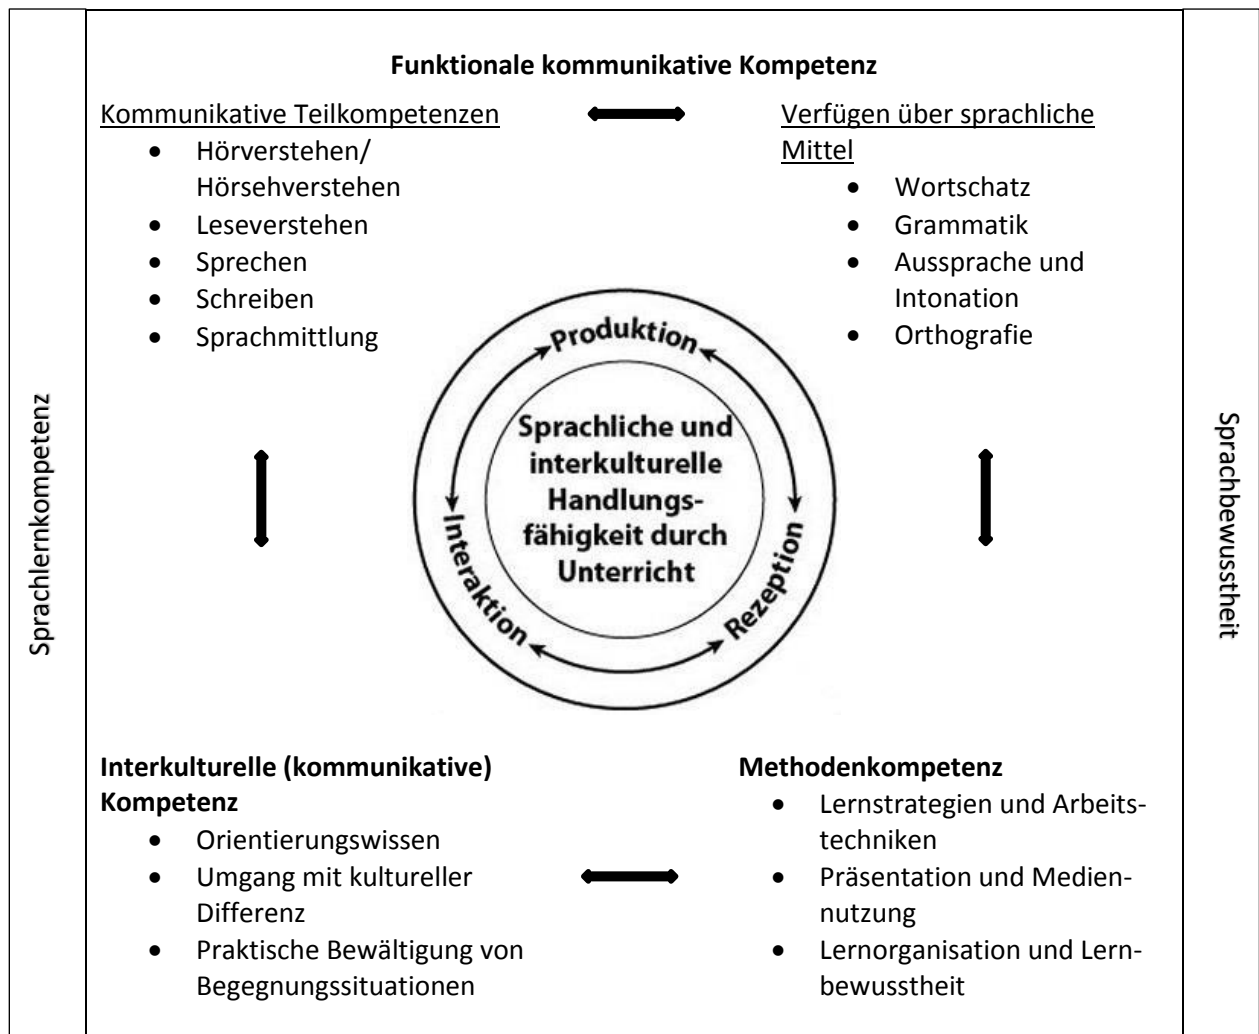 Funktionale kommunikative Kompetenz
Kommunikative Teilkompetenzen
• Hörverstehen/
Hörsehverstehen
• Leseverstehen
• Sprechen
• Schreiben
• Sprachmittlung
Verfügen über sprachliche
Mittel
• Wortschatz
• Grammatik
• Aussprache und
Intonation
• Orthografie
Sprachlernkompetenz
Produktion
Sprachliche und
interkulturelle
Handlungs-
fähigkeit durch
Unterricht
Interaktion
Rezeption
Sprachbewusstheit
Interkulturelle (kommunikative)
Kompetenz
• Orientierungswissen
• Umgang mit kultureller
Differenz
• Praktische Bewältigung von
Begegnungssituationen
Methodenkompetenz
• Lernstrategien und Arbeits-
techniken
• Präsentation und Medien-
nutzung
• Lernorganisation und Lern-
bewusstheit